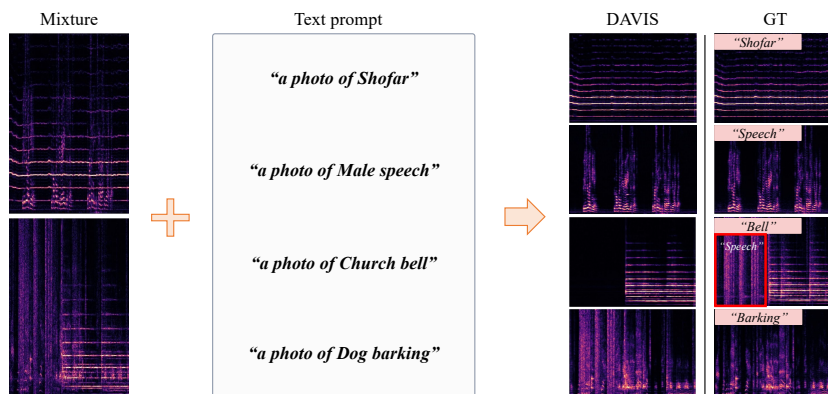 Mixture
Text prompt
DAVIS
GT
“a photo of Shofar”
“a photo of Male speech”
“a photo of Church bell”
“a photo of Dog barking”
“Shofar”
“Speech”
“Bell”
“Speech”
“Barking”